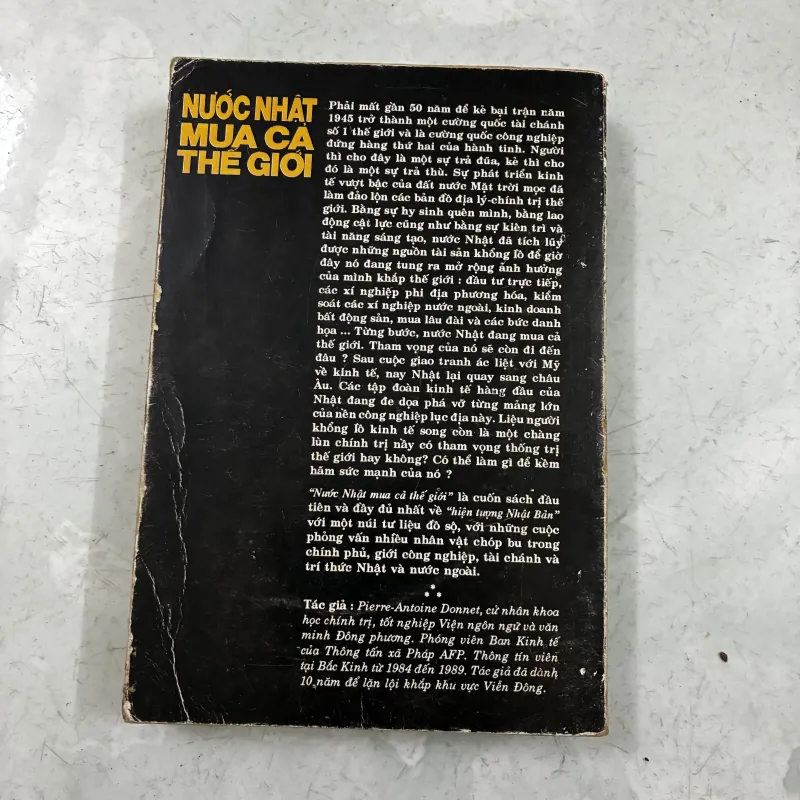 NƯỚC NHẬT
MUA CẢ
THẾ GIỚI
Phải mất gần 50 năm để kẻ bại trận năm
1945 trở thành một cường quốc tài chánh
số 1 thế giới và là cường quốc công nghiệp
đứng hàng thứ hai của hành tinh. Người
thì cho đây là một sự trả đũa, kẻ thì cho
đó là một sự trả thù. Sự phát triển kinh
tế vượt bậc của đất nước Mặt trời mọc đã
làm đảo lộn các bản đồ địa lý-chính trị thế
giới. Bằng sự hy sinh quên mình, bằng lao
động cật lực cũng như bằng sự kiên trì và
tài năng sáng tạo, nước Nhật đã tích lũy
được những nguồn tài sản khổng lồ để giờ
đây nó đang tung ra mở rộng ảnh hưởng
của mình khắp thế giới : đầu tư trực tiếp,
các xí nghiệp phi địa phương hóa, kiểm
soát các xí nghiệp nước ngoài, kinh doanh
bất động sản, mua lâu đài và các bức danh
họa ... Từng bước, nước Nhật đang mua cả
thế giới. Tham vọng của nó sẽ còn đi đến
đâu ? Sau cuộc giao tranh ác liệt với Mỹ
về kinh tế, nay Nhật lại quay sang châu
Âu. Các tập đoàn kinh tế hàng đầu của
Nhật đang đe dọa phá vỡ từng mảng lớn
của nền công nghiệp lục địa này. Liệu người
khổng lồ kinh tế song còn là một chàng
lùn chính trị nầy có tham vọng thống trị
thế giới hay không? Có thể làm gì để kềm
hãm sức mạnh của nó ?
"Nước Nhật mua cả thế giới" là cuốn sách đầu
tiên và đầy đủ nhất về "hiện tượng Nhật Bản"
với một núi tư liệu đồ sộ, với những cuộc
phỏng vấn nhiều nhân vật chóp bu trong
chính phủ, giới công nghiệp, tài chánh và
trí thức Nhật và nước ngoài.
Tác giả : Pierre-Antoine Donnet, cử nhân khoa
học chính trị, tốt nghiệp Viện ngôn ngữ và văn
minh Đông phương. Phóng viên Ban Kinh tế
của Thông tấn xã Pháp AFP. Thông tín viên
tại Bắc Kinh từ 1984 đến 1989. Tác giả đã dành
10 năm để lặn lội khắp khu vực Viễn Đông.